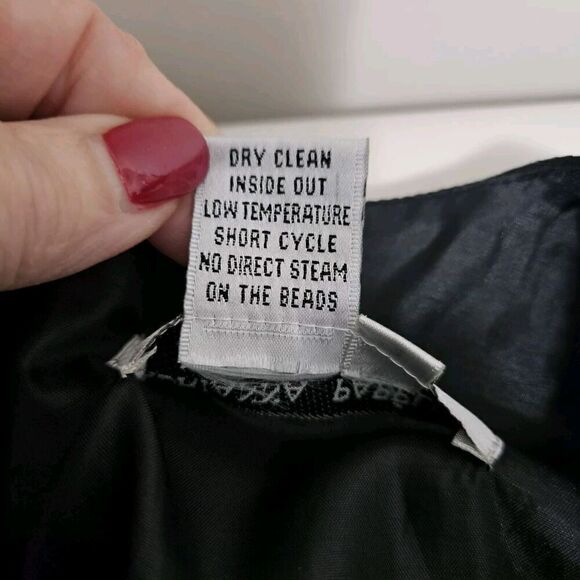 DRY CLEAN
INSIDE OUT
LOW TEMPERATURE
SHORT CYCLE
NO DIRECT STEAM
ON THE BEADS